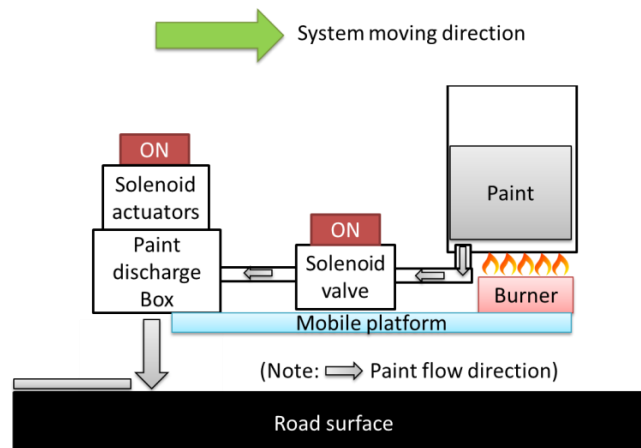 System moving direction
ON
Solenoid
actuators
Paint
discharge
Box
ON
Solenoid
valve
Paint
Burner
Mobile platform
(Note: Paint flow direction)
Road surface